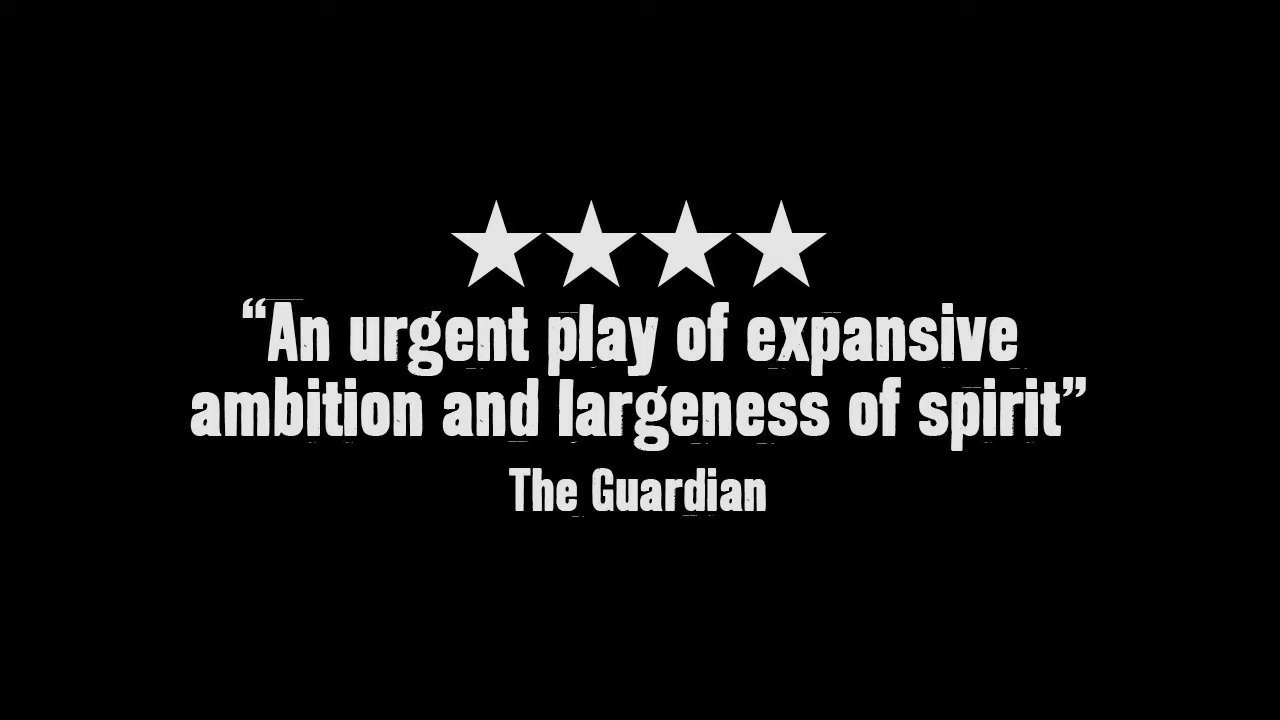 “An urgent play of expansive
ambition and largeness of spirit”
The Guardian